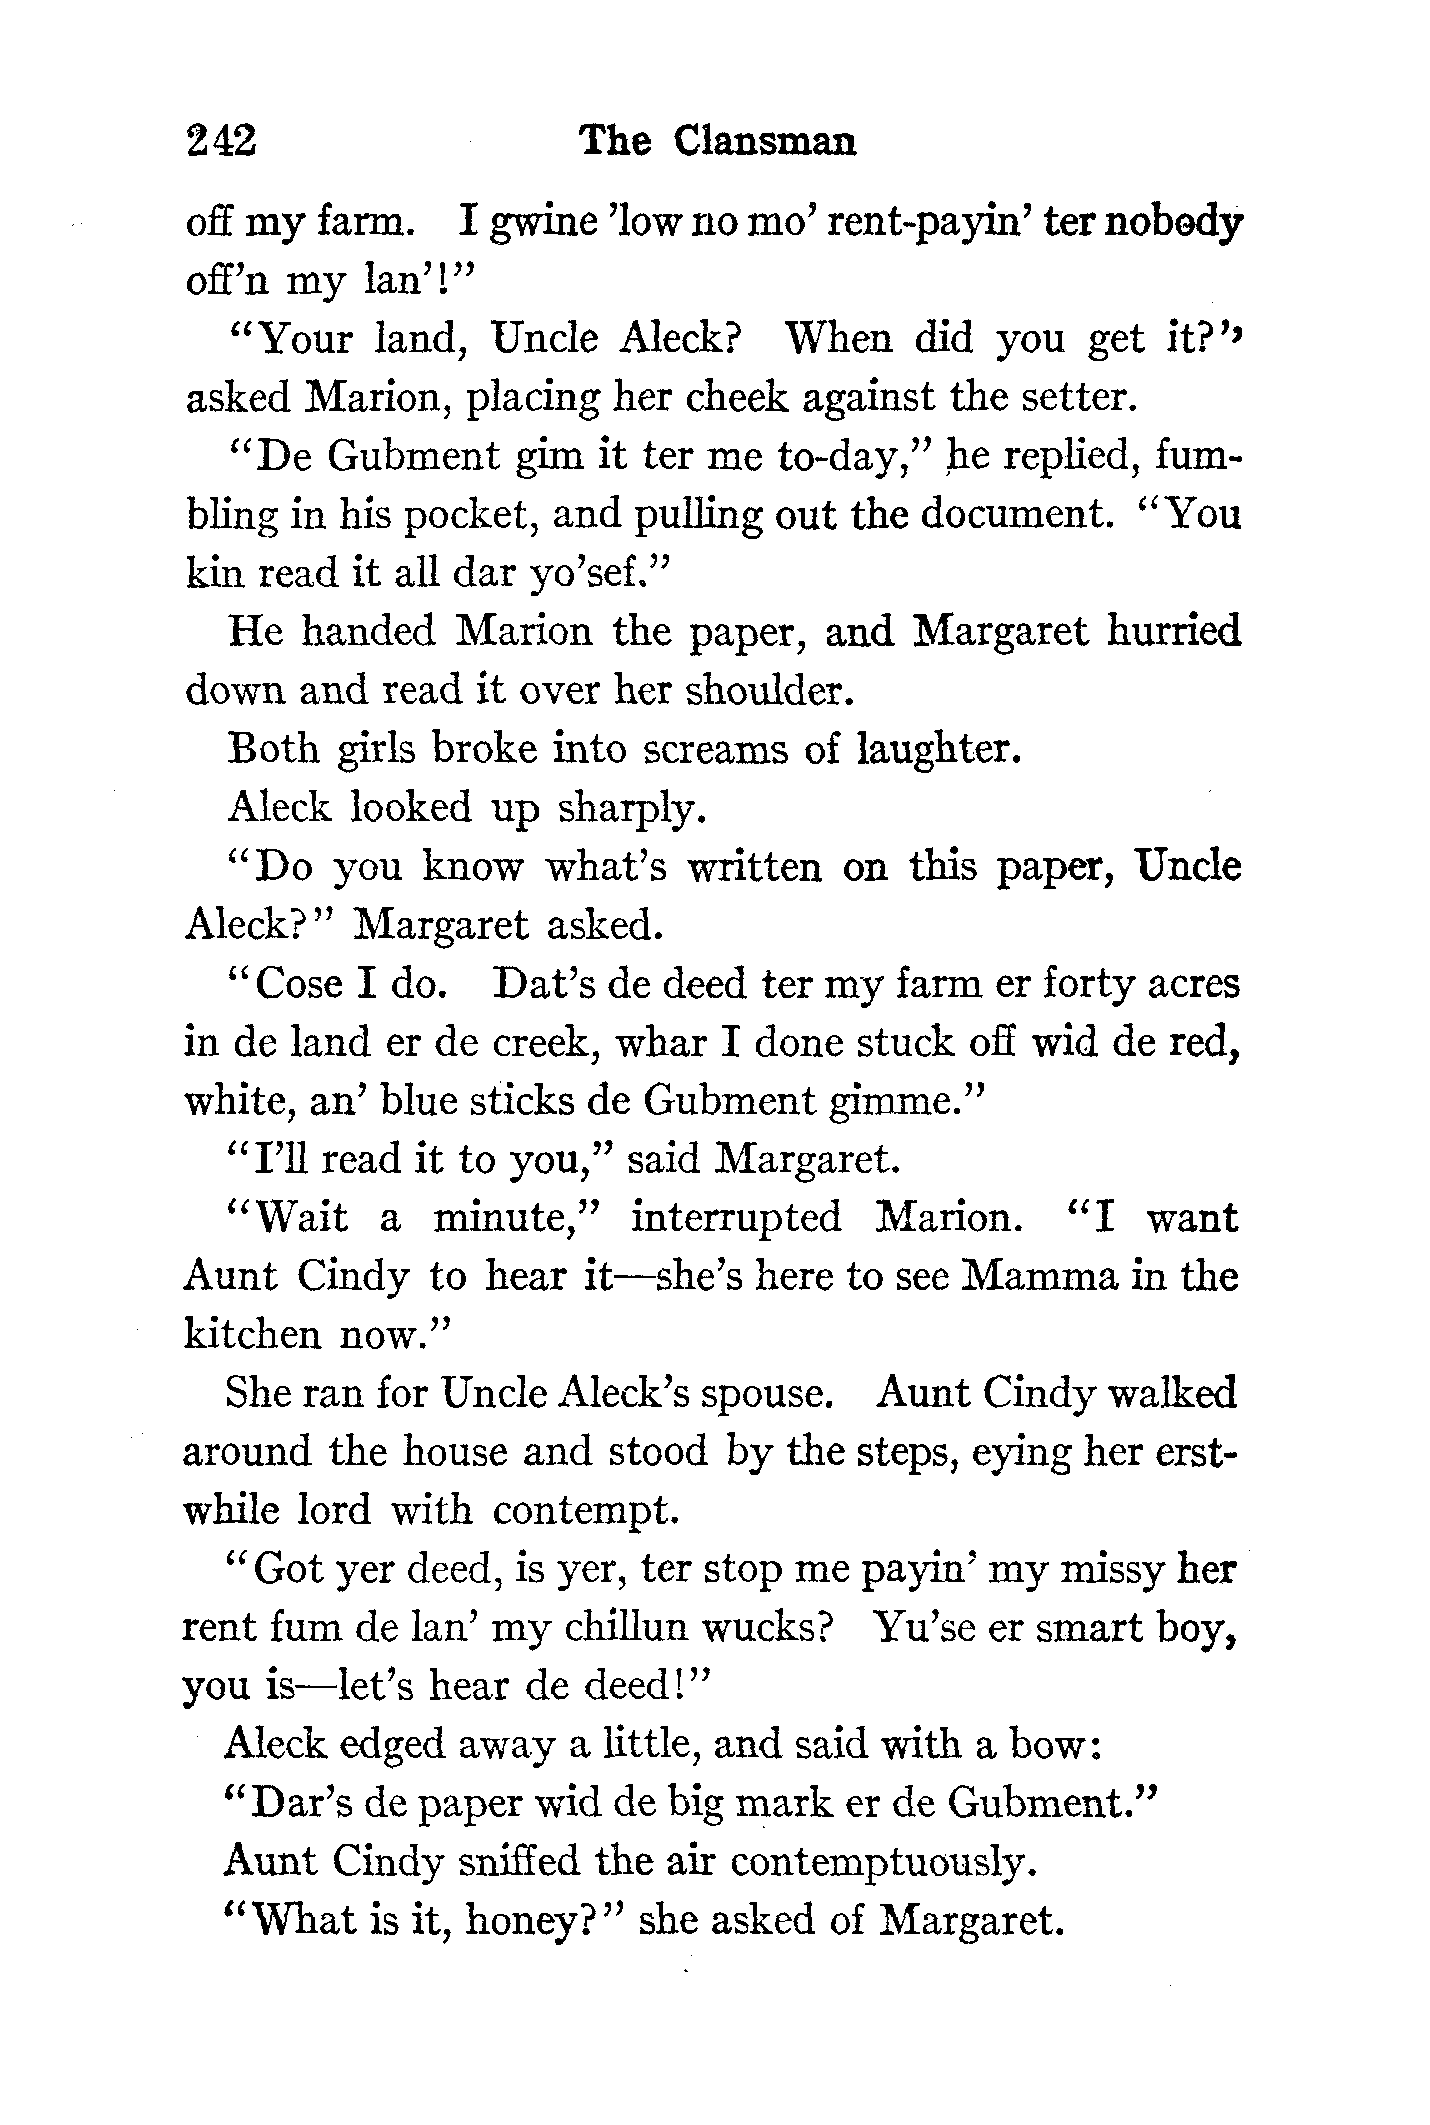 242 The Clansman
off my farm. I gwine 'low no mo' rent-payin' ter nobody
off'n my lan'!"
"Your land, Uncle Aleck? When did you get it?"
asked Marion, placing her cheek against the setter.
"De Gubment gim it ter me to-day," he replied, fum-
bling in his pocket, and pulling out the document. "You
kin read it all dar yo'sef."
He handed Marion the paper, and Margaret hurried
down and read it over her shoulder.
Both girls broke into screams of laughter.
Aleck looked up sharply.
"Do you know what's written on this paper, Uncle
Aleck?" Margaret asked.
"Cose I do. Dat's de deed ter my farm er forty acres
in de land er de creek, whar I done stuck off wid de red,
white, an' blue sticks de Gubment gimme."
"I'll read it to you," said Margaret.
"Wait a minute," interrupted Marion. "I want
Aunt Cindy to hear it—she's here to see Mamma in the
kitchen now."
She ran for Uncle Aleck's spouse. Aunt Cindy walked
around the house and stood by the steps, eying her erst-
while lord with contempt.
"Got yer deed, is yer, ter stop me payin' my missy her
rent fum de lan' my chillun wucks? Yu'se er smart boy,
you is—let's hear de deed!"
Aleck edged away a little, and said with a bow:
"Dar's de paper wid de big mark er de Gubment."
Aunt Cindy sniffed the air contemptuously.
"What is it, honey?" she asked of Margaret.